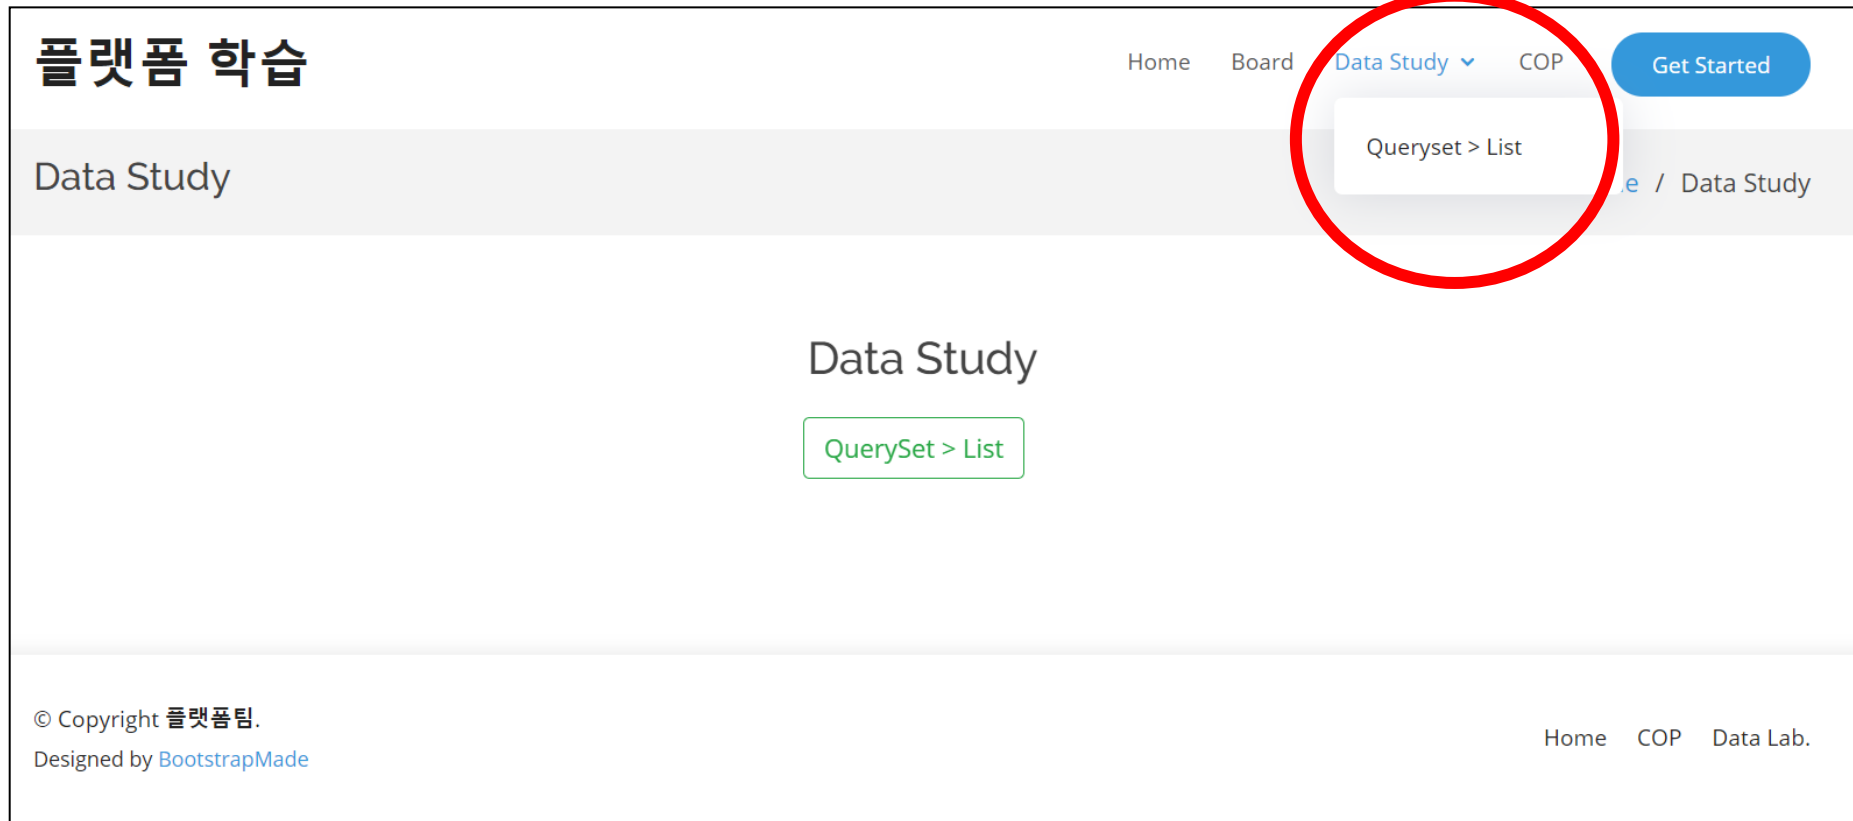 플랫폼 학습
Home Board Data Study COP Get Started
Queryset > List
Data Study
e / Data Study
Data Study
QuerySet > List
© Copyright 플랫폼팀.
Designed by BootstrapMade
Home COP Data Lab.